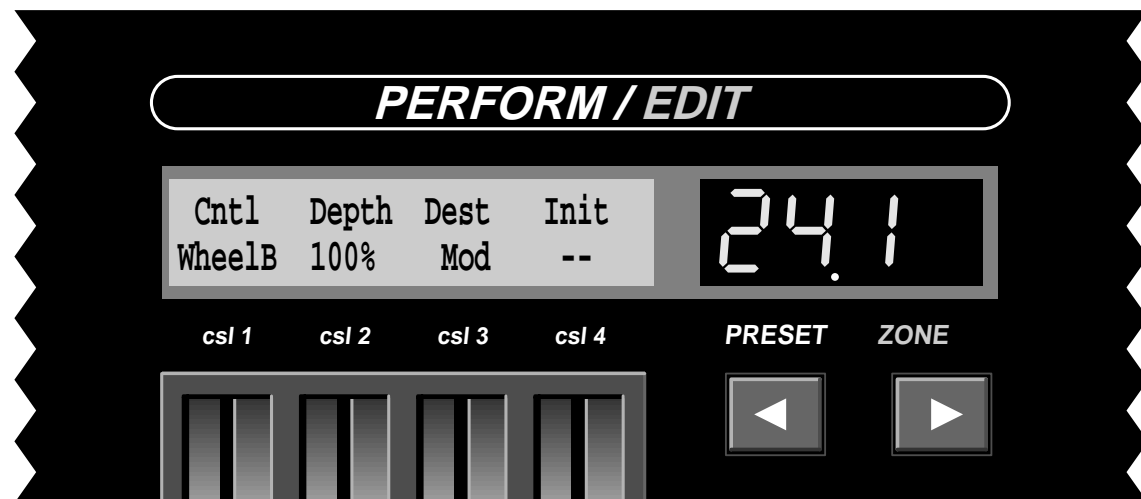 PERFORM / EDIT
Cntl Depth Dest Init
WheelB 100% Mod --
24.1
csl 1 csl 2 csl 3 csl 4
PRESET ZONE